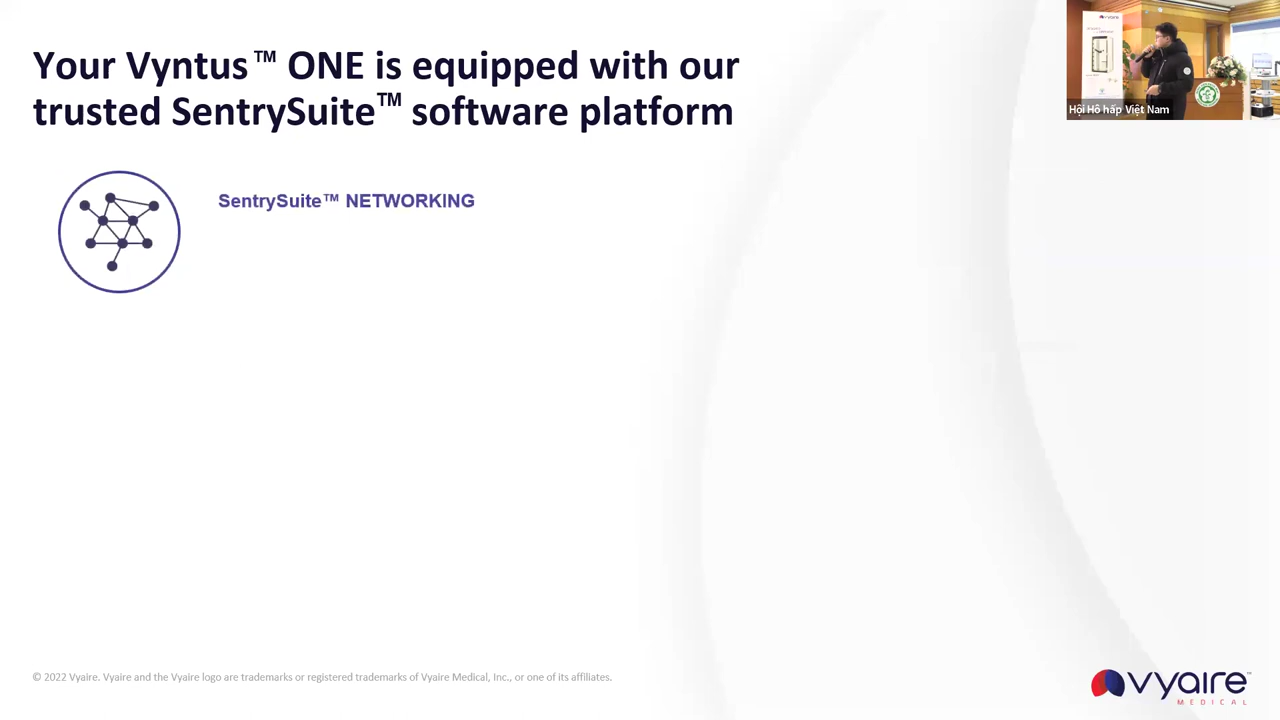 Your Vyntus™ ONE is equipped with our
trusted SentrySuite™ software platform
SentrySuite™ NETWORKING
Hội Hô hấp Việt Nam
© 2022 Vyaire. Vyaire and the Vyaire logo are trademarks or registered trademarks of Vyaire Medical, Inc., or one of its affiliates.
vyaire™
MEDICAL